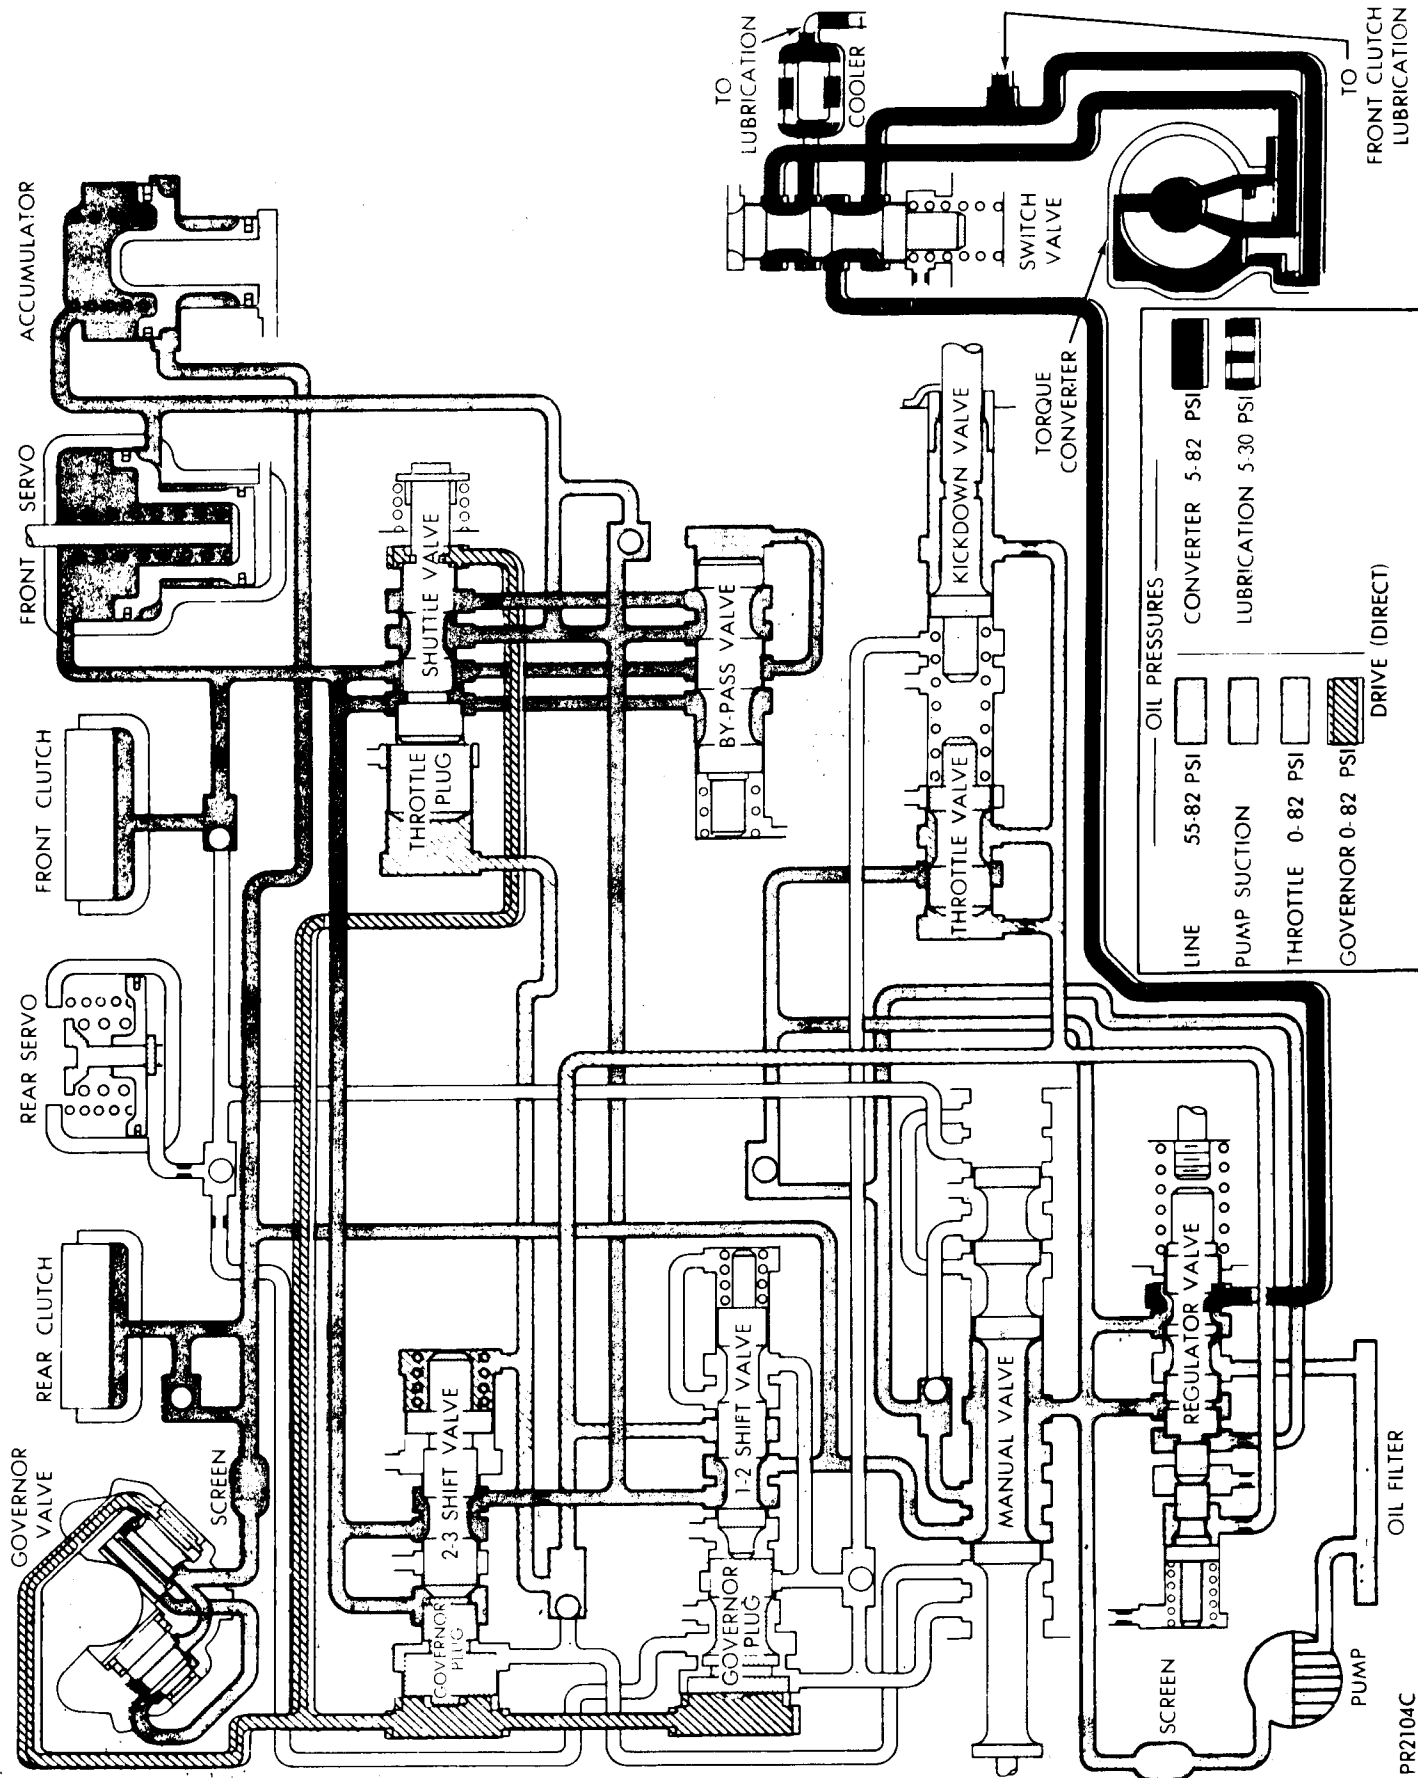 GOVERNOR
VALVE
REAR CLUTCH
REAR SERVO
FRONT CLUTCH
FRONT SERVO
ACCUMULATOR
SCREEN
THROTTLE
PLUG
SHUTTLE VALVE
GOVERNOR
PLUG
2-3 SHIFT VALVE
BY-PASS VALVE
GOVERNOR
PLUG
1-2 SHIFT VALVE
TO
LUBRICATION
COOLER
THROTTLE VALVE
KICKDOWN VALVE
SWITCH
VALVE
MANUAL VALVE
TORQUE
CONVERTER
REGULATOR VALVE
SCREEN
PUMP
OIL FILTER
OIL PRESSURES
LINE 55-82 PSI
PUMP SUCTION
THROTTLE 0-82 PSI
GOVERNOR 0-82 PSI
CONVERTER 5-82 PSI
LUBRICATION 5-30 PSI
DRIVE (DIRECT)
TO
FRONT CLUTCH
LUBRICATION
PR2104C